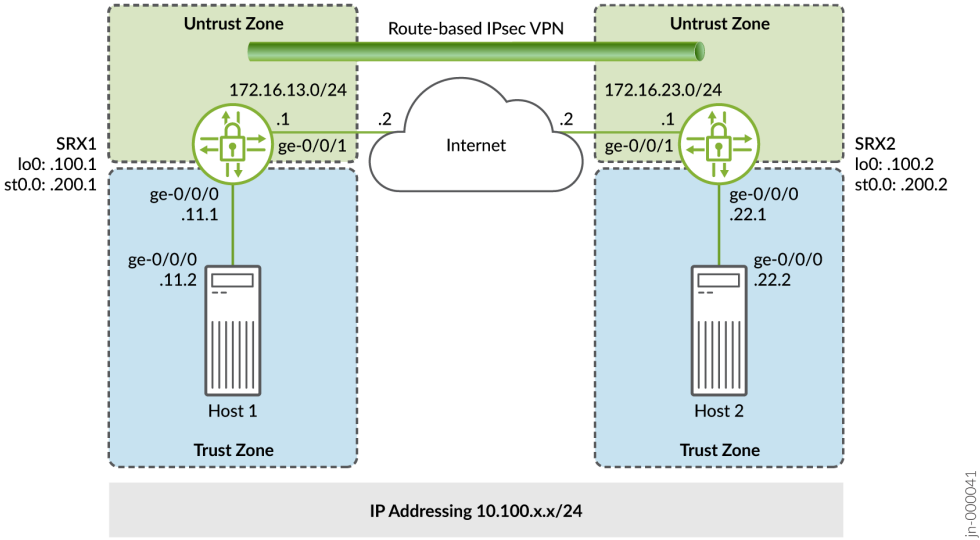 Untrust Zone
Route-based IPsec VPN
Untrust Zone
172.16.13.0/24
172.16.23.0/24
.1
.2
.2
.1
ge-0/0/1
Internet
ge-0/0/1
SRX1
lo0: .100.1
st0.0: .200.1
SRX2
lo0: .100.2
st0.0: .200.2
ge-0/0/0
.11.1
ge-0/0/0
.22.1
ge-0/0/0
.11.2
ge-0/0/0
.22.2
Host 1
Host 2
Trust Zone
Trust Zone
IP Addressing 10.100.x.x/24
jn-000041